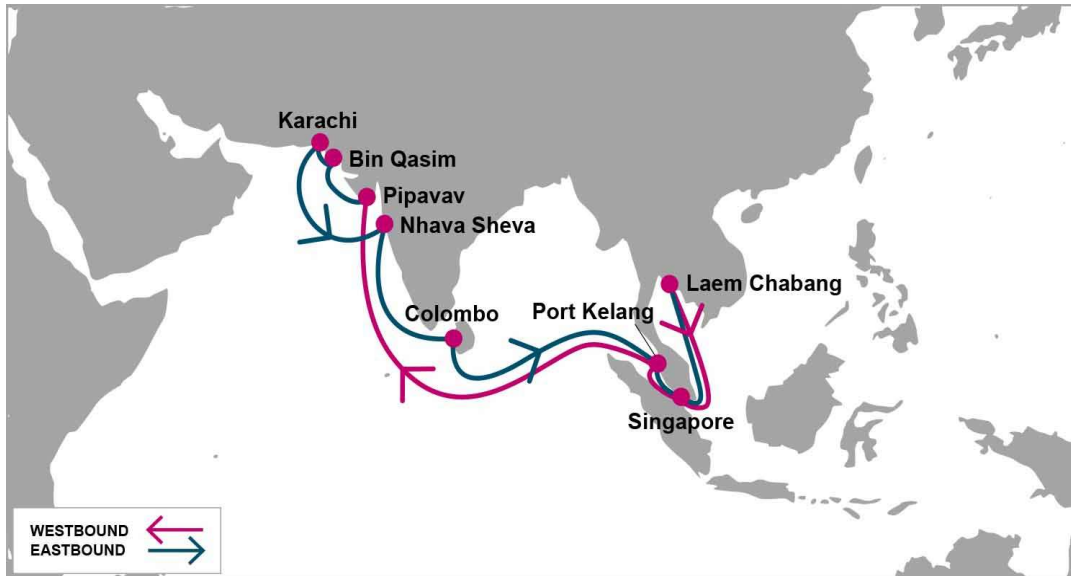 Karachi
Bin Qasim
Pipavav
Nhava Sheva
Laem Chabang
Colombo
Port Kelang
Singapore
WESTBOUND
EASTBOUND